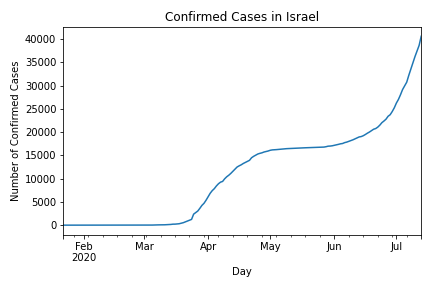 Confirmed Cases in Israel
Number of Confirmed Cases
40000
35000
30000
25000
20000
15000
10000
5000
0
Feb Mar Apr May Jun Jul
2020
Day